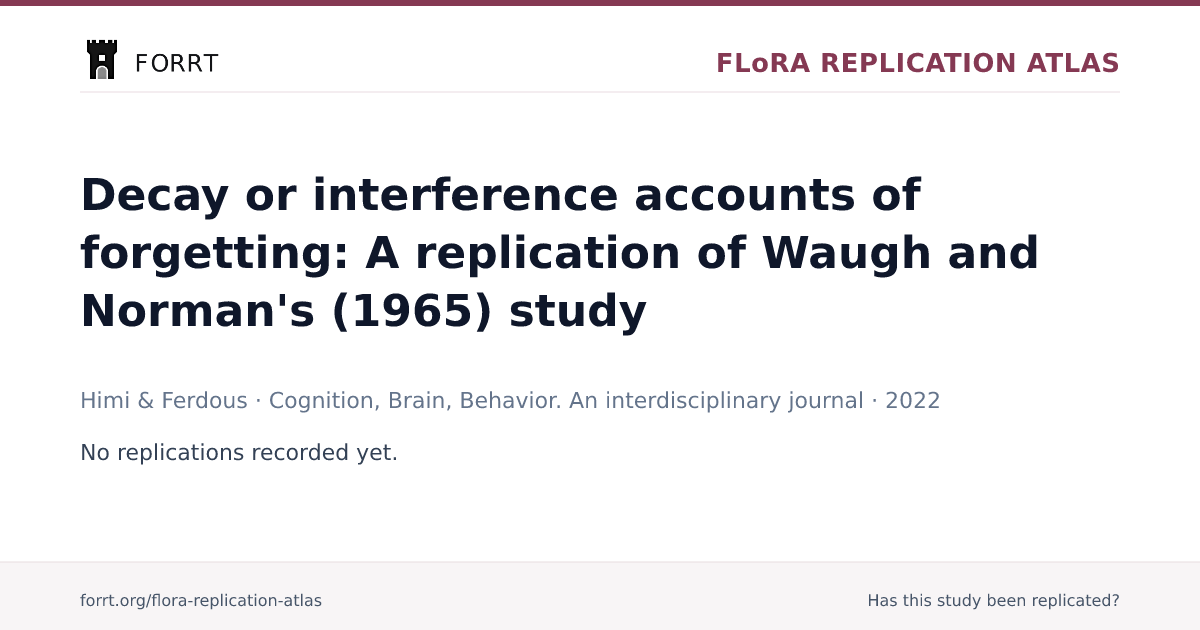 FORRT
FLoRA REPLICATION ATLAS
Decay or interference accounts of
forgetting: A replication of Waugh and
Norman's (1965) study
Himi & Ferdous · Cognition, Brain, Behavior. An interdisciplinary journal · 2022
No replications recorded yet.
forrt.org/flora-replication-atlas
Has this study been replicated?